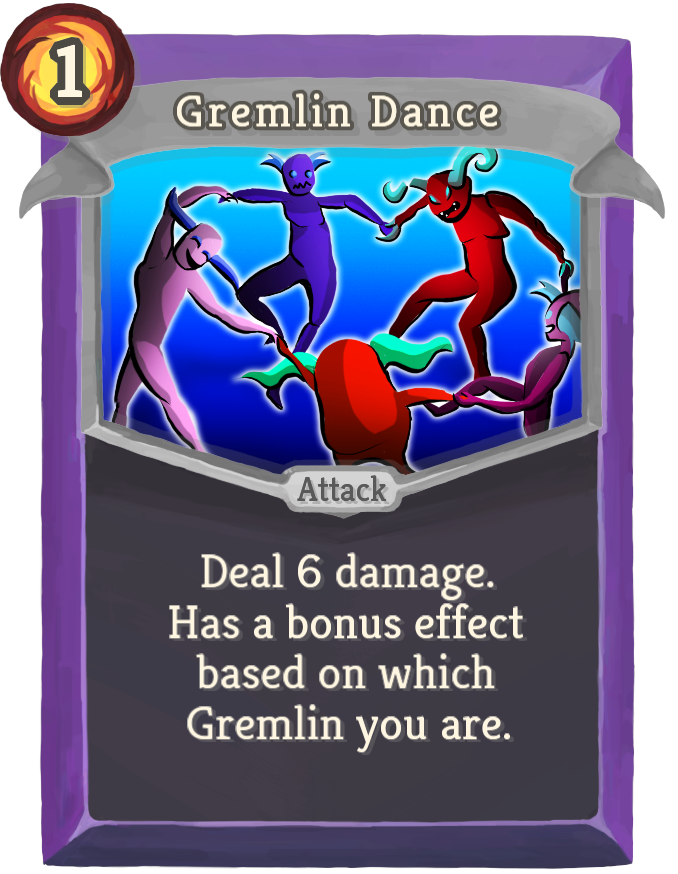 1
Gremlin Dance
Attack
Deal 6 damage.
Has a bonus effect
based on which
Gremlin you are.